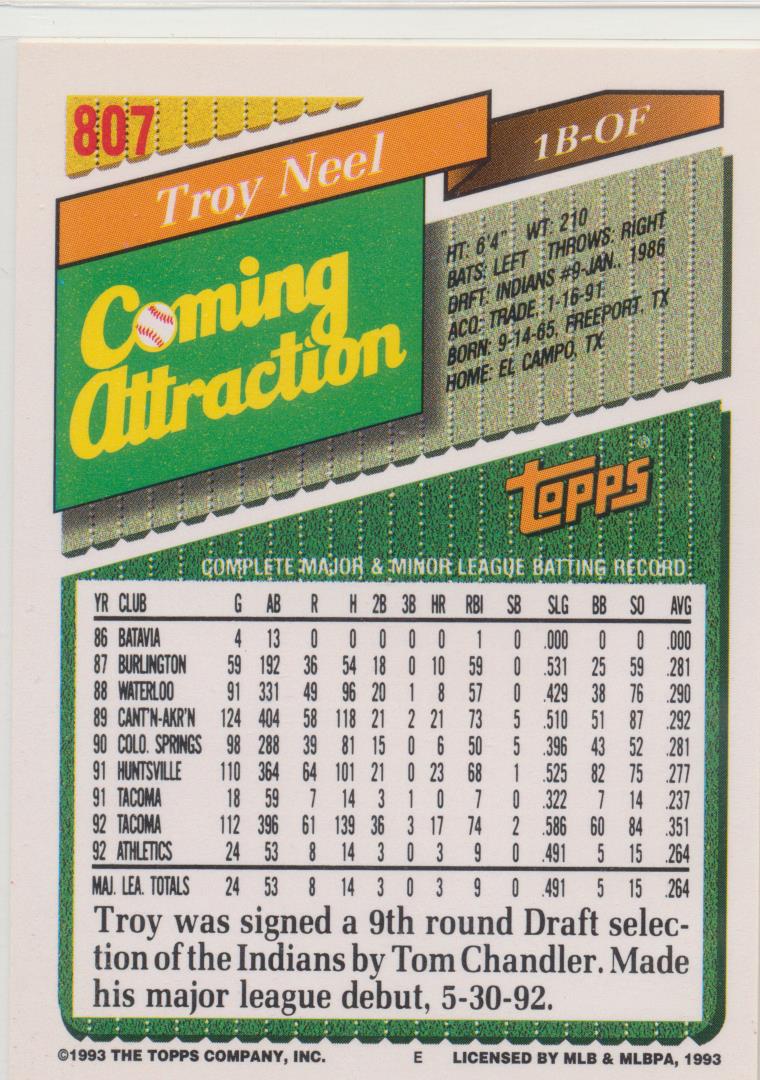 807
Troy Neel
1B-OF
Coming
Attraction
HT: 6'4" WT: 210
BATS: LEFT THROWS: RIGHT
DRFT: INDIANS #9-JAN., 1986
ACQ: TRADE, 1-16-91
BORN: 9-14-65, FREEPORT, TX
HOME: EL CAMPO, TX
topps®
COMPLETE MAJOR & MINOR LEAGUE BATTING RECORD
YR CLUB G AB R H 2B 3B HR RBI SB SLG BB SO AVG
86 BATAVIA 4 13 0 0 0 0 0 1 0 .000 0 0 .000
87 BURLINGTON 59 192 36 54 18 0 10 59 0 .531 25 59 .281
88 WATERLOO 91 331 49 96 20 1 8 57 0 .429 38 76 .290
89 CANT'N-AKR'N 124 404 58 118 21 2 21 73 5 .510 51 87 .292
90 COLO. SPRINGS 98 288 39 81 15 0 6 50 5 .396 43 52 .281
91 HUNTSVILLE 110 364 64 101 21 0 23 68 1 .525 82 75 .277
91 TACOMA 18 59 7 14 3 1 0 7 0 .322 7 14 .237
92 TACOMA 112 396 61 139 36 3 17 74 2 .586 60 84 .351
92 ATHLETICS 24 53 8 14 3 0 3 9 0 .491 5 15 .264
MAJ. LEA. TOTALS 24 53 8 14 3 0 3 9 0 .491 5 15 .264
Troy was signed a 9th round Draft selec-
tion of the Indians by Tom Chandler. Made
his major league debut, 5-30-92.
©1993 THE TOPPS COMPANY, INC. E LICENSED BY MLB & MLBPA, 1993